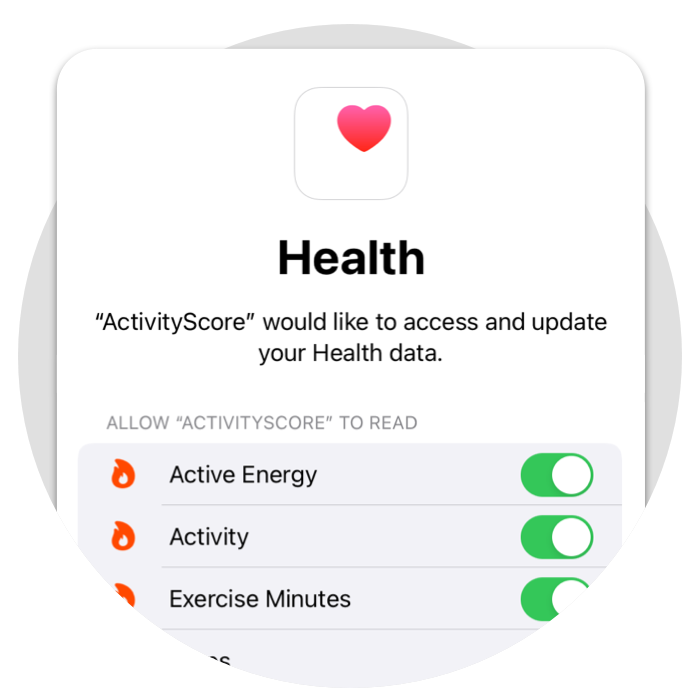 Health
“ActivityScore” would like to access and update
your Health data.
ALLOW “ACTIVITYSCORE” TO READ
Active Energy
Activity
Exercise Minutes